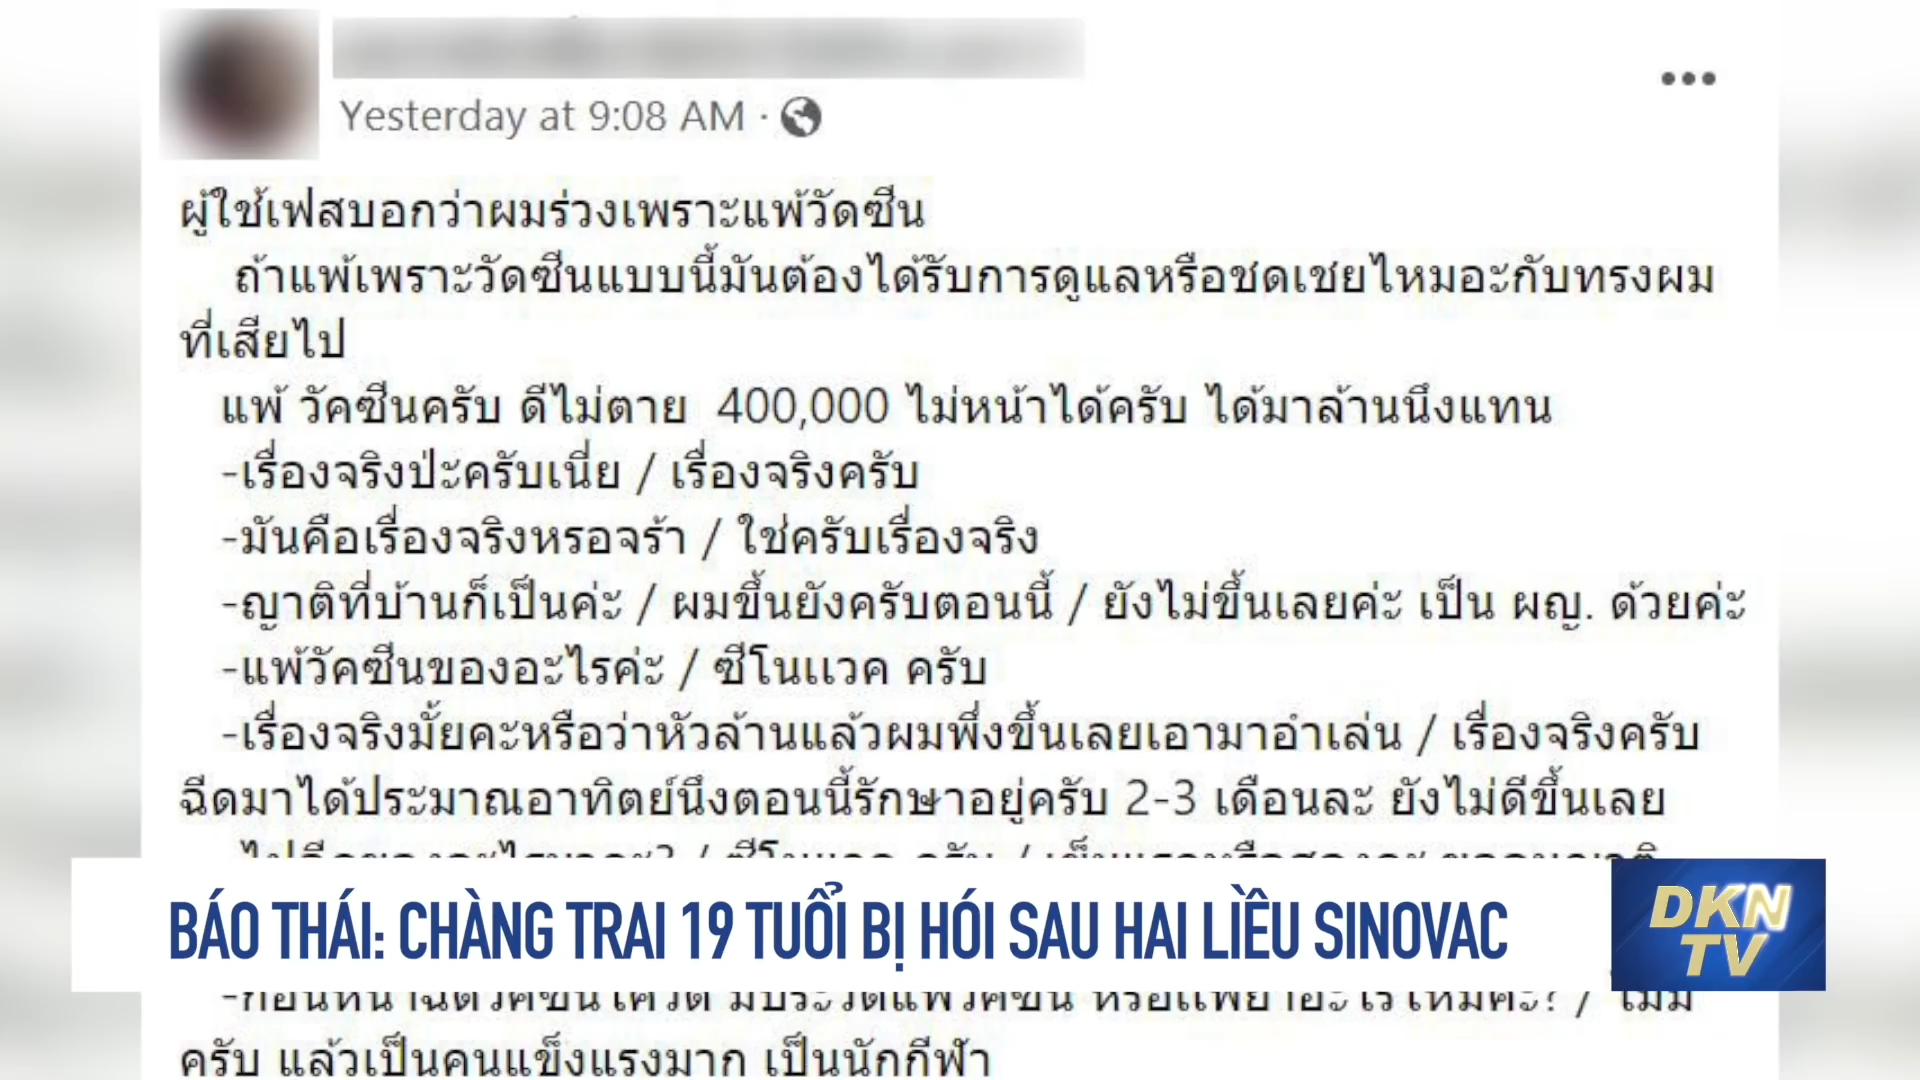 Yesterday at 9:08 AM ·
ผู้ใช้เฟสบอกว่าผมร่วงเพราะแพ้วัดซีน
ถ้าแพ้เพราะวัดซีนแบบนี้มันต้องได้รับการดูแลหรือชดเชยไหมอะกับทรงผม
ที่เสียไป
แพ้ วัคซีนครับ ดีไม่ตาย 400,000 ไม่หน้าได้ครับ ได้มาล้านนึงแทน
-เรื่องจริงป่ะครับเนี่ย / เรื่องจริงครับ
-มันคือเรื่องจริงหรอจร้า / ใช่ครับเรื่องจริง
-ญาติที่บ้านก็เป็นค่ะ / ผมขึ้นยังครับตอนนี้ / ยังไม่ขึ้นเลยค่ะ เป็น ผญ. ด้วยค่ะ
-แพ้วัคซีนของอะไรค่ะ / ซีโนแวค ครับ
-เรื่องจริงมั้ยคะหรือว่าหัวล้านแล้วผมพึ่งขึ้นเลยเอามาอำเล่น / เรื่องจริงครับ
ฉีดมาได้ประมาณอาทิตย์นึงตอนนี้รักษาอยู่ครับ 2-3 เดือนละ ยังไม่ดีขึ้นเลย
BÁO THÁI: CHÀNG TRAI 19 TUỔI BỊ HÓI SAU HAI LIỀU SINOVAC
DKN
TV
ครับ แล้วเป็นคนแข็งแรงมาก เป็นนักกีฬา